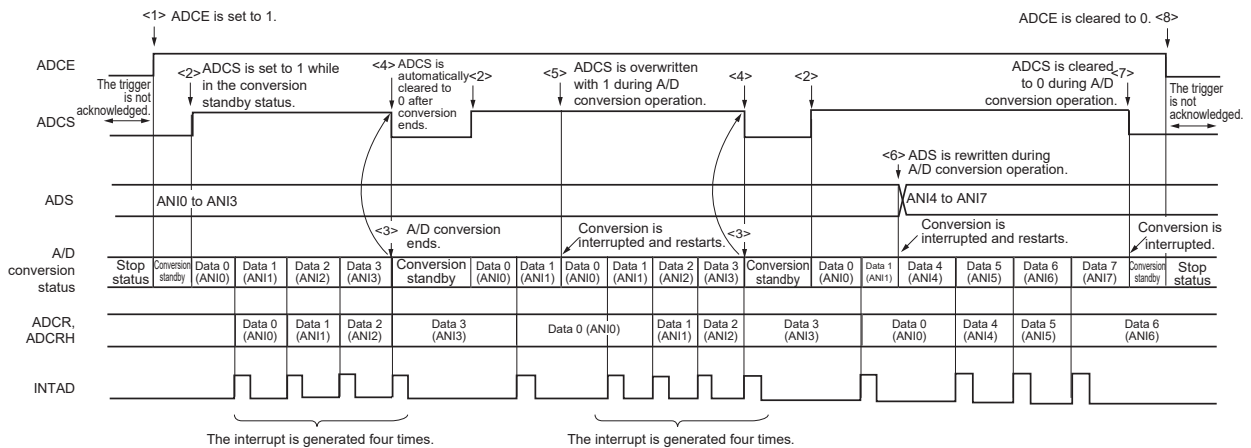 <1> ADCE is set to 1.
ADCE is cleared to 0. <8>
ADCE
The trigger
is not
acknowledged.
<2> ADCS is set to 1 while
in the conversion
standby status.
<4> ADCS is
automatically
cleared to
0 after
conversion
ends.
<2>
<5> ADCS is overwritten
with 1 during A/D
conversion operation.
<4>
<2>
ADCS is cleared
to 0 during A/D
conversion operation.
<7>
The trigger
is not
acknowledged.
ADCS
<6> ADS is rewritten during
A/D conversion operation.
ADS
ANI0 to ANI3
ANI4 to ANI7
<3> A/D conversion
ends.
Conversion is
interrupted and restarts.
<3>
Conversion is
interrupted and restarts.
Conversion is
interrupted.
A/D
conversion
status
Stop
status
Conversion
standby
Data 0
(ANI0)
Data 1
(ANI1)
Data 2
(ANI2)
Data 3
(ANI3)
Conversion
standby
Data 0
(ANI0)
Data 1
(ANI1)
Data 0
(ANI0)
Data 1
(ANI1)
Data 2
(ANI2)
Data 3
(ANI3)
Conversion
standby
Data 0
(ANI0)
Data 1
(ANI1)
Data 4
(ANI4)
Data 5
(ANI5)
Data 6
(ANI6)
Data 7
(ANI7)
Conversion
standby
Stop
status
ADCR,
ADCRH
Data 0
(ANI0)
Data 1
(ANI1)
Data 2
(ANI2)
Data 3
(ANI3)
Data 0 (ANI0)
Data 1
(ANI1)
Data 2
(ANI2)
Data 3
(ANI3)
Data 0
(ANI0)
Data 4
(ANI4)
Data 5
(ANI5)
Data 6
(ANI6)
INTAD
The interrupt is generated four times.
The interrupt is generated four times.